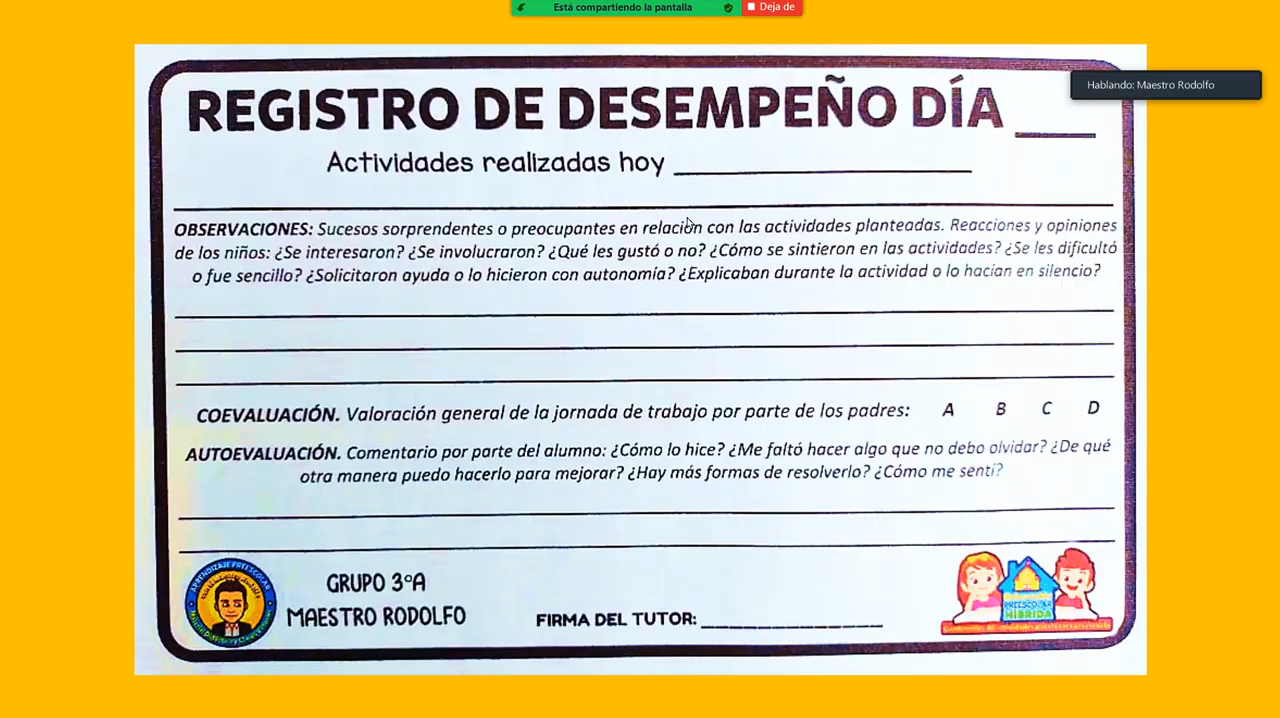 Está compartiendo la pantalla
Deja de
Hablando: Maestro Rodolfo
REGISTRO DE DESEMPEÑO DÍA ____
Actividades realizadas hoy ____________________
OBSERVACIONES: Sucesos sorprendentes o preocupantes en relación con las actividades planteadas. Reacciones y opiniones
de los niños: ¿Se interesaron? ¿Se involucraron? ¿Qué les gustó o no? ¿Cómo se sintieron en las actividades? ¿Se les dificultó
o fue sencillo? ¿Solicitaron ayuda o lo hicieron con autonomía? ¿Explicaban durante la actividad o lo hacían en silencio?
COEVALUACIÓN. Valoración general de la jornada de trabajo por parte de los padres: A B C D
AUTOEVALUACIÓN. Comentario por parte del alumno: ¿Cómo lo hice? ¿Me faltó hacer algo que no debo olvidar? ¿De qué
otra manera puedo hacerlo para mejorar? ¿Hay más formas de resolverlo? ¿Cómo me sentí?
APRENDIZAJE PREESCOLAR
GRUPO 3°A
MAESTRO RODOLFO
FIRMA DEL TUTOR: ____________________
PREESCOLAR
HÍBRIDA